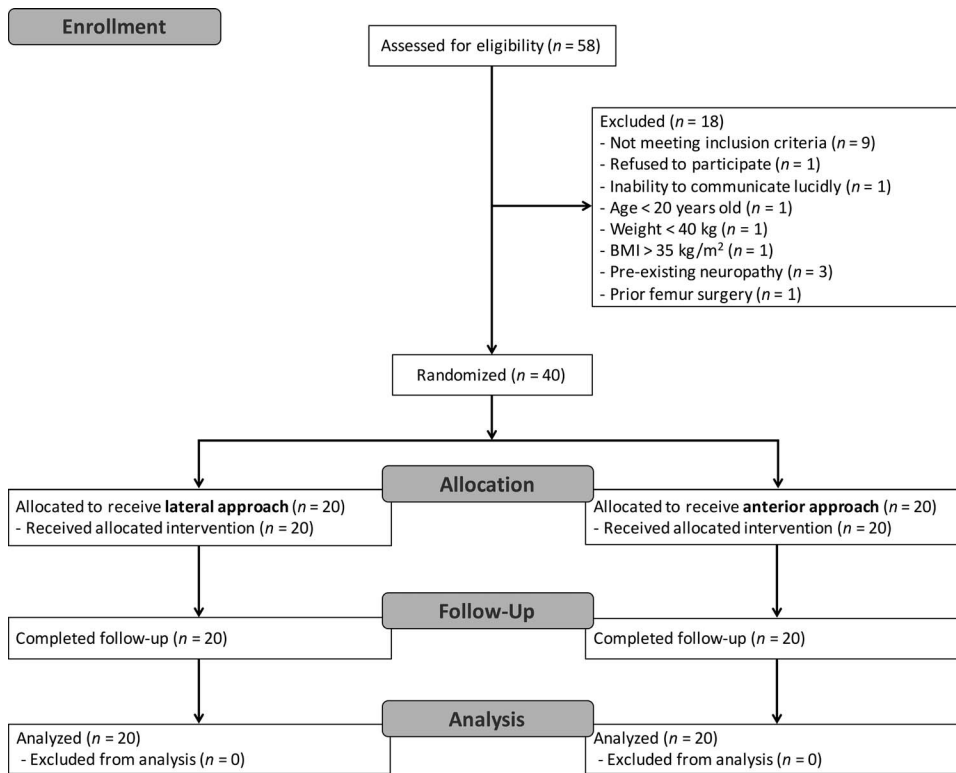 Enrollment
Assessed for eligibility (n = 58)
Excluded (n = 18)
- Not meeting inclusion criteria (n = 9)
- Refused to participate (n = 1)
- Inability to communicate lucidly (n = 1)
- Age < 20 years old (n = 1)
- Weight < 40 kg (n = 1)
- BMI > 35 kg/m² (n = 1)
- Pre-existing neuropathy (n = 3)
- Prior femur surgery (n = 1)
Randomized (n = 40)
Allocation
Allocated to receive lateral approach (n = 20)
- Received allocated intervention (n = 20)
Allocated to receive anterior approach (n = 20)
- Received allocated intervention (n = 20)
Follow-Up
Completed follow-up (n = 20)
Completed follow-up (n = 20)
Analysis
Analyzed (n = 20)
- Excluded from analysis (n = 0)
Analyzed (n = 20)
- Excluded from analysis (n = 0)